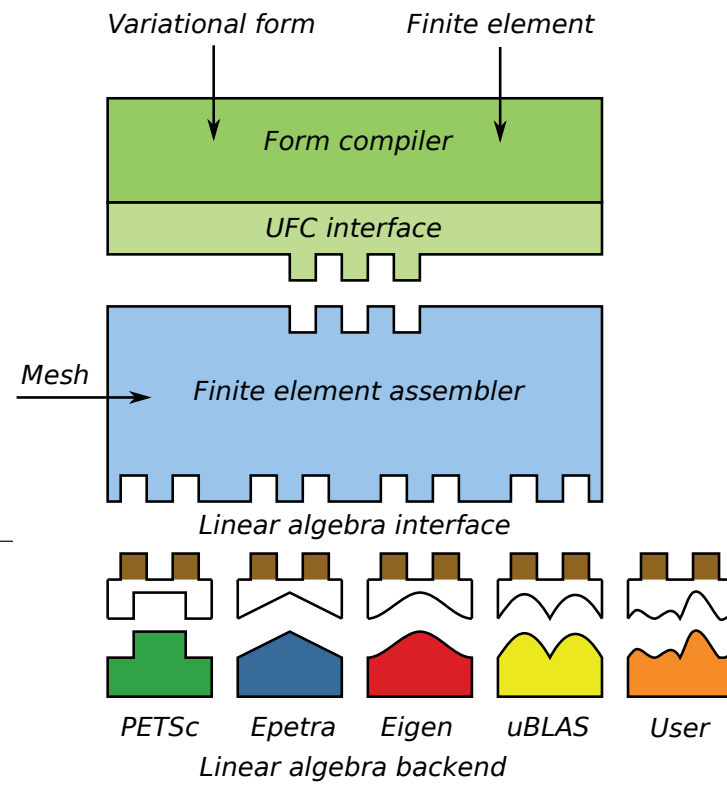 Variational form Finite element
Form compiler
UFC interface
Mesh
Finite element assembler
Linear algebra interface
PETSc Epetra Eigen uBLAS User
Linear algebra backend